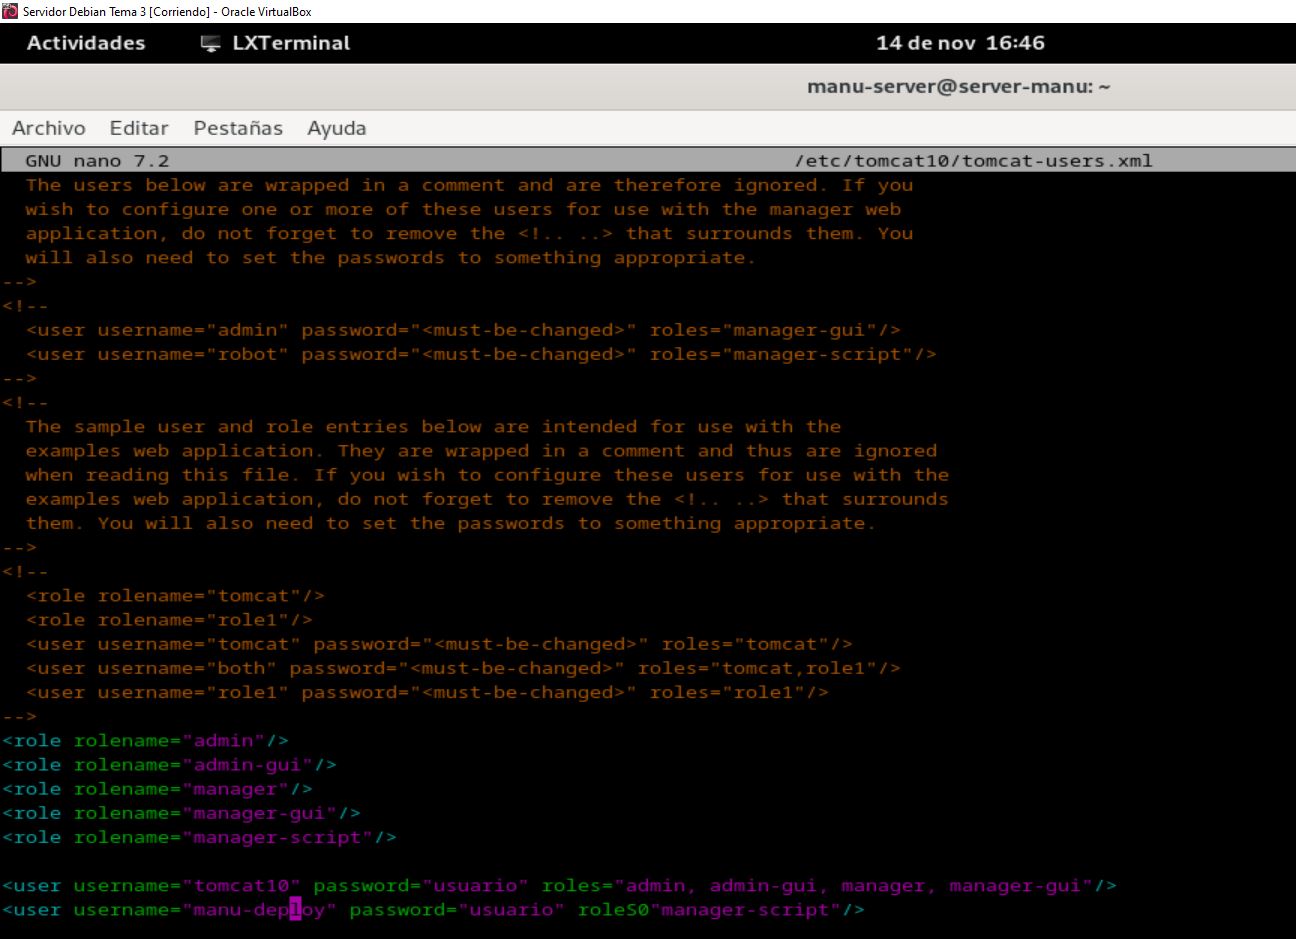 Servidor Debian Tema 3 [Corriendo] - Oracle VirtualBox
Actividades LXTerminal 14 de nov 16:46
manu-server@server-manu: ~
Archivo Editar Pestañas Ayuda
GNU nano 7.2 /etc/tomcat10/tomcat-users.xml
The users below are wrapped in a comment and are therefore ignored. If you
wish to configure one or more of these users for use with the manager web
application, do not forget to remove the <!.. ..> that surrounds them. You
will also need to set the passwords to something appropriate.
-->
<!--
<user username="admin" password="<must-be-changed>" roles="manager-gui"/>
<user username="robot" password="<must-be-changed>" roles="manager-script"/>
-->
<!--
The sample user and role entries below are intended for use with the
examples web application. They are wrapped in a comment and thus are ignored
when reading this file. If you wish to configure these users for use with the
examples web application, do not forget to remove the <!.. ..> that surrounds
them. You will also need to set the passwords to something appropriate.
-->
<!--
<role rolename="tomcat"/>
<role rolename="role1"/>
<user username="tomcat" password="<must-be-changed>" roles="tomcat"/>
<user username="both" password="<must-be-changed>" roles="tomcat,role1"/>
<user username="role1" password="<must-be-changed>" roles="role1"/>
-->
<role rolename="admin"/>
<role rolename="admin-gui"/>
<role rolename="manager"/>
<role rolename="manager-gui"/>
<role rolename="manager-script"/>
<user username="tomcat10" password="usuario" roles="admin, admin-gui, manager, manager-gui"/>
<user username="manu-deploy" password="usuario" roleS0"manager-script"/>